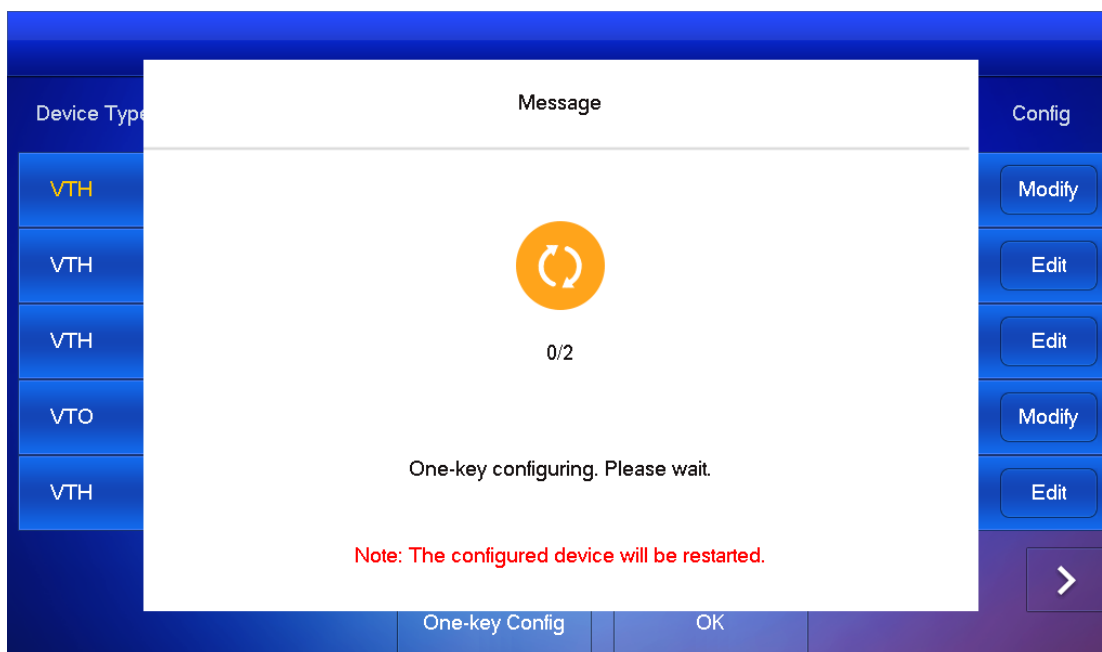 Device Type
Message
Config
VTH
Modify
VTH
Edit
VTH
0/2
Edit
VTO
Modify
One-key configuring. Please wait.
VTH
Edit
Note: The configured device will be restarted.
One-key Config
OK